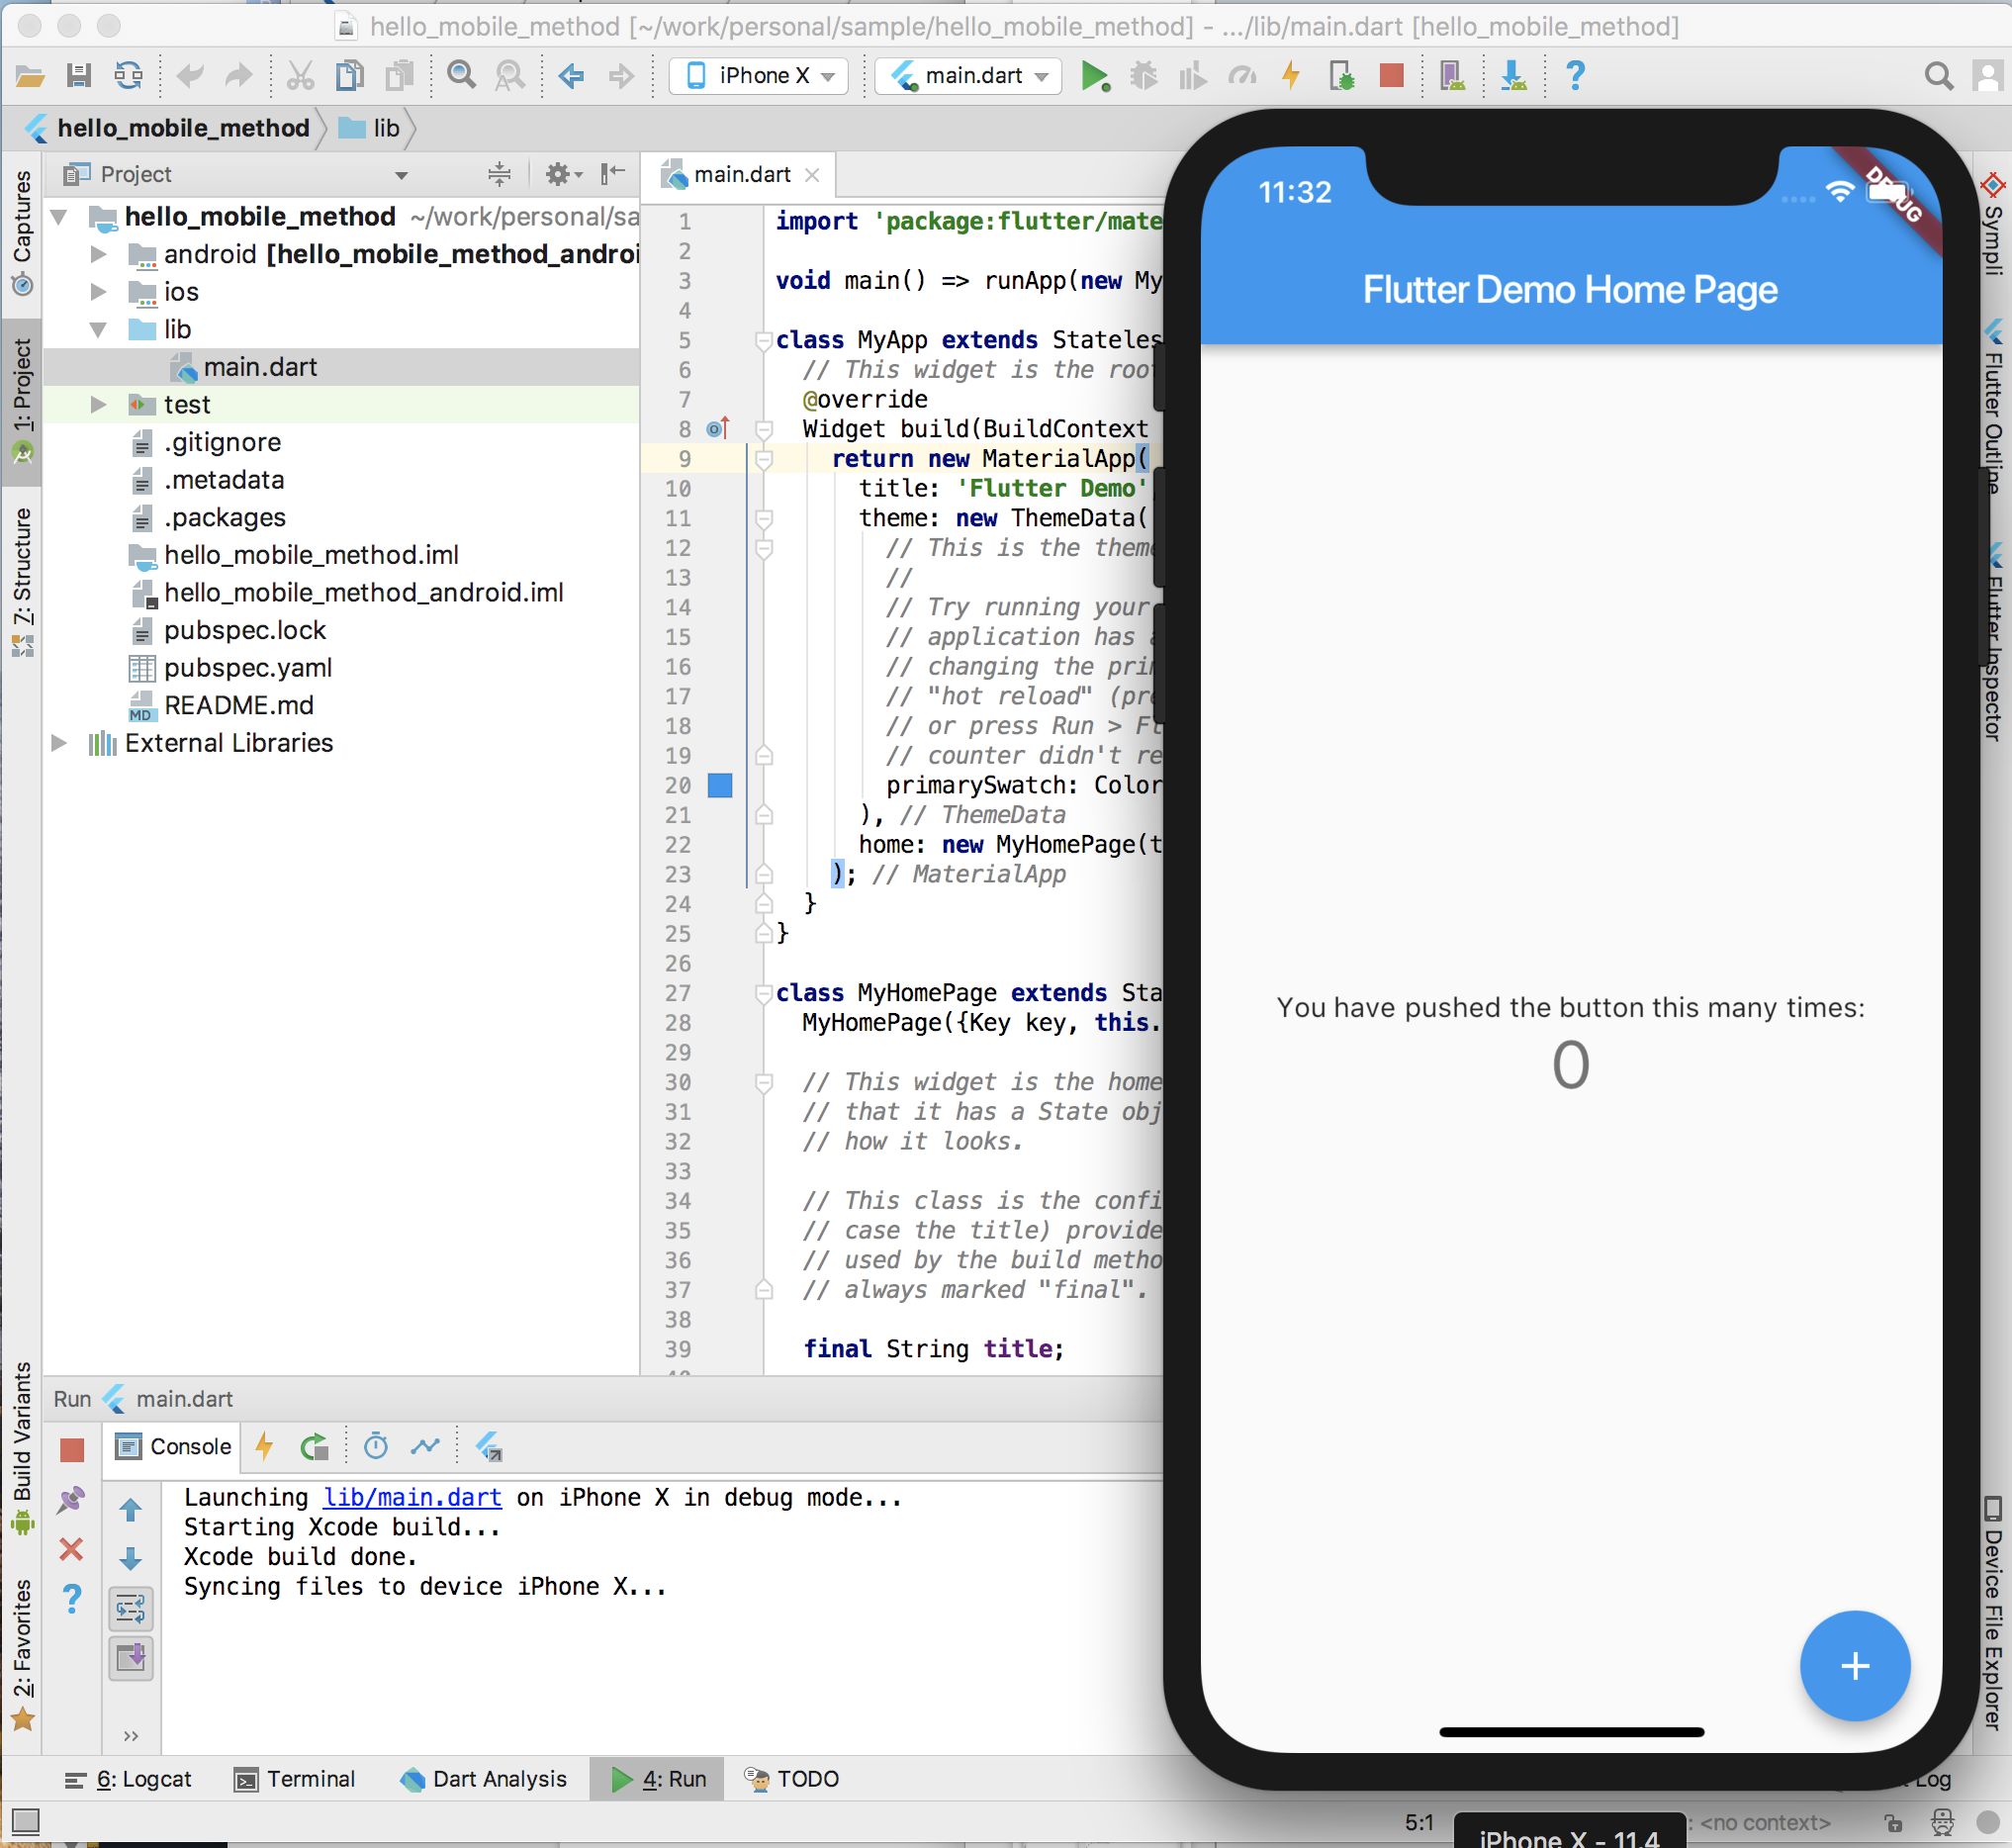 hello_mobile_method [~/work/personal/sample/hello_mobile_method] - .../lib/main.dart [hello_mobile_method]
iPhone X
main.dart
?
hello_mobile_method
lib
Project
main.dart
Captures
1: Project
7: Structure
Build Variants
2: Favorites
hello_mobile_method ~/work/personal/sa
android [hello_mobile_method_androi
ios
lib
main.dart
test
.gitignore
.metadata
.packages
hello_mobile_method.iml
hello_mobile_method_android.iml
pubspec.lock
pubspec.yaml
MD README.md
External Libraries
1 import 'package:flutter/mate
2
3 void main() => runApp(new My
4
5 class MyApp extends Stateles
6 // This widget is the root
7 @override
8 Widget build(BuildContext
9 return new MaterialApp(
10 title: 'Flutter Demo'
11 theme: new ThemeData(
12 // This is the theme
13 //
14 // Try running your
15 // application has a
16 // changing the prim
17 // "hot reload" (pre
18 // or press Run > Fl
19 // counter didn't re
20 primarySwatch: Color
21 ), // ThemeData
22 home: new MyHomePage(t
23 ); // MaterialApp
24 }
25 }
26
27 class MyHomePage extends Sta
28 MyHomePage({Key key, this.
29
30 // This widget is the home
31 // that it has a State obj
32 // how it looks.
33
34 // This class is the confi
35 // case the title) provide
36 // used by the build metho
37 // always marked "final".
38
39 final String title;
11:32
DEBUG
Flutter Demo Home Page
You have pushed the button this many times:
0
+
Sympli
Flutter Outline
Flutter Inspector
Device File Explorer
Run main.dart
Console
Launching lib/main.dart on iPhone X in debug mode...
Starting Xcode build...
Xcode build done.
Syncing files to device iPhone X...
?
>>
6: Logcat
Terminal
Dart Analysis
4: Run
TODO
Log
5:1
: <no context>
iPhone X - 11.4